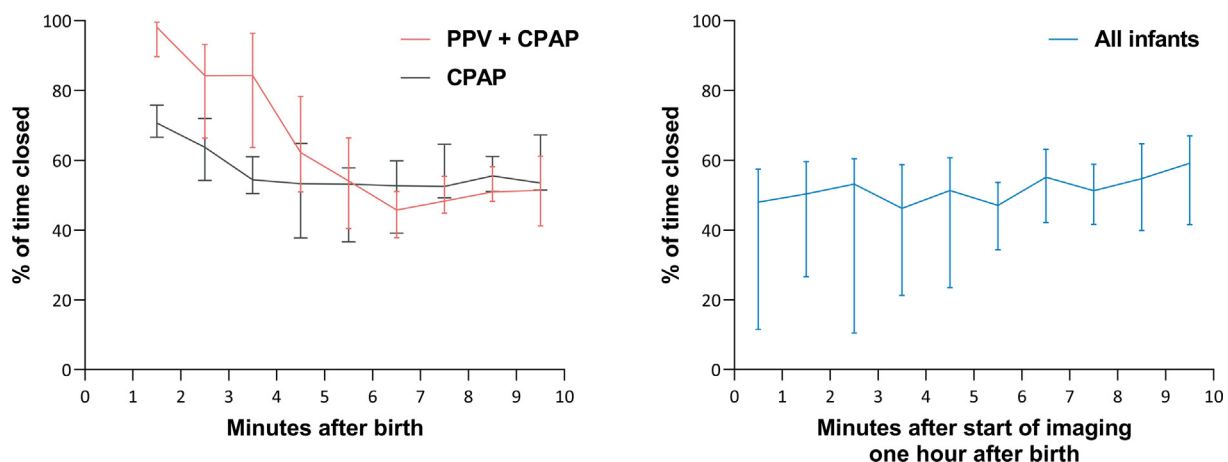 100
80
60
40
20
0
% of time closed
PPV + CPAP
CPAP
0 1 2 3 4 5 6 7 8 9 10
Minutes after birth
100
80
60
40
20
0
% of time closed
All infants
0 1 2 3 4 5 6 7 8 9 10
Minutes after start of imaging
one hour after birth